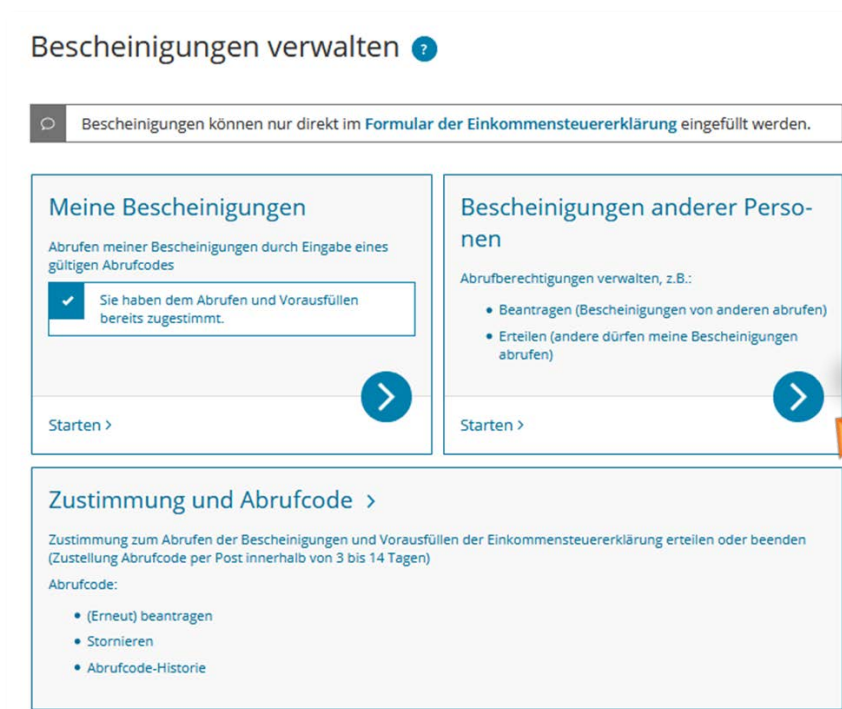 Bescheinigungen verwalten ?
Bescheinigungen können nur direkt im Formular der Einkommensteuererklärung eingefüllt werden.
Meine Bescheinigungen
Abrufen meiner Bescheinigungen durch Eingabe eines
gültigen Abrufcodes
Sie haben dem Abrufen und Vorausfüllen
bereits zugestimmt.
Starten >
Bescheinigungen anderer Perso-
nen
Abrufberechtigungen verwalten, z.B.:
• Beantragen (Bescheinigungen von anderen abrufen)
• Erteilen (andere dürfen meine Bescheinigungen
abrufen)
Starten >
Zustimmung und Abrufcode >
Zustimmung zum Abrufen der Bescheinigungen und Vorausfüllen der Einkommensteuererklärung erteilen oder beenden
(Zustellung Abrufcode per Post innerhalb von 3 bis 14 Tagen)
Abrufcode:
• (Erneut) beantragen
• Stornieren
• Abrufcode-Historie